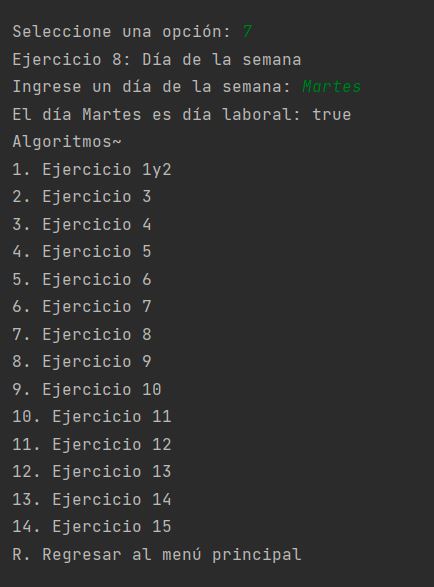 Seleccione una opción: 7
Ejercicio 8: Día de la semana
Ingrese un día de la semana: Martes
El día Martes es día laboral: true
Algoritmos~
1. Ejercicio 1y2
2. Ejercicio 3
3. Ejercicio 4
4. Ejercicio 5
5. Ejercicio 6
6. Ejercicio 7
7. Ejercicio 8
8. Ejercicio 9
9. Ejercicio 10
10. Ejercicio 11
11. Ejercicio 12
12. Ejercicio 13
13. Ejercicio 14
14. Ejercicio 15
R. Regresar al menú principal